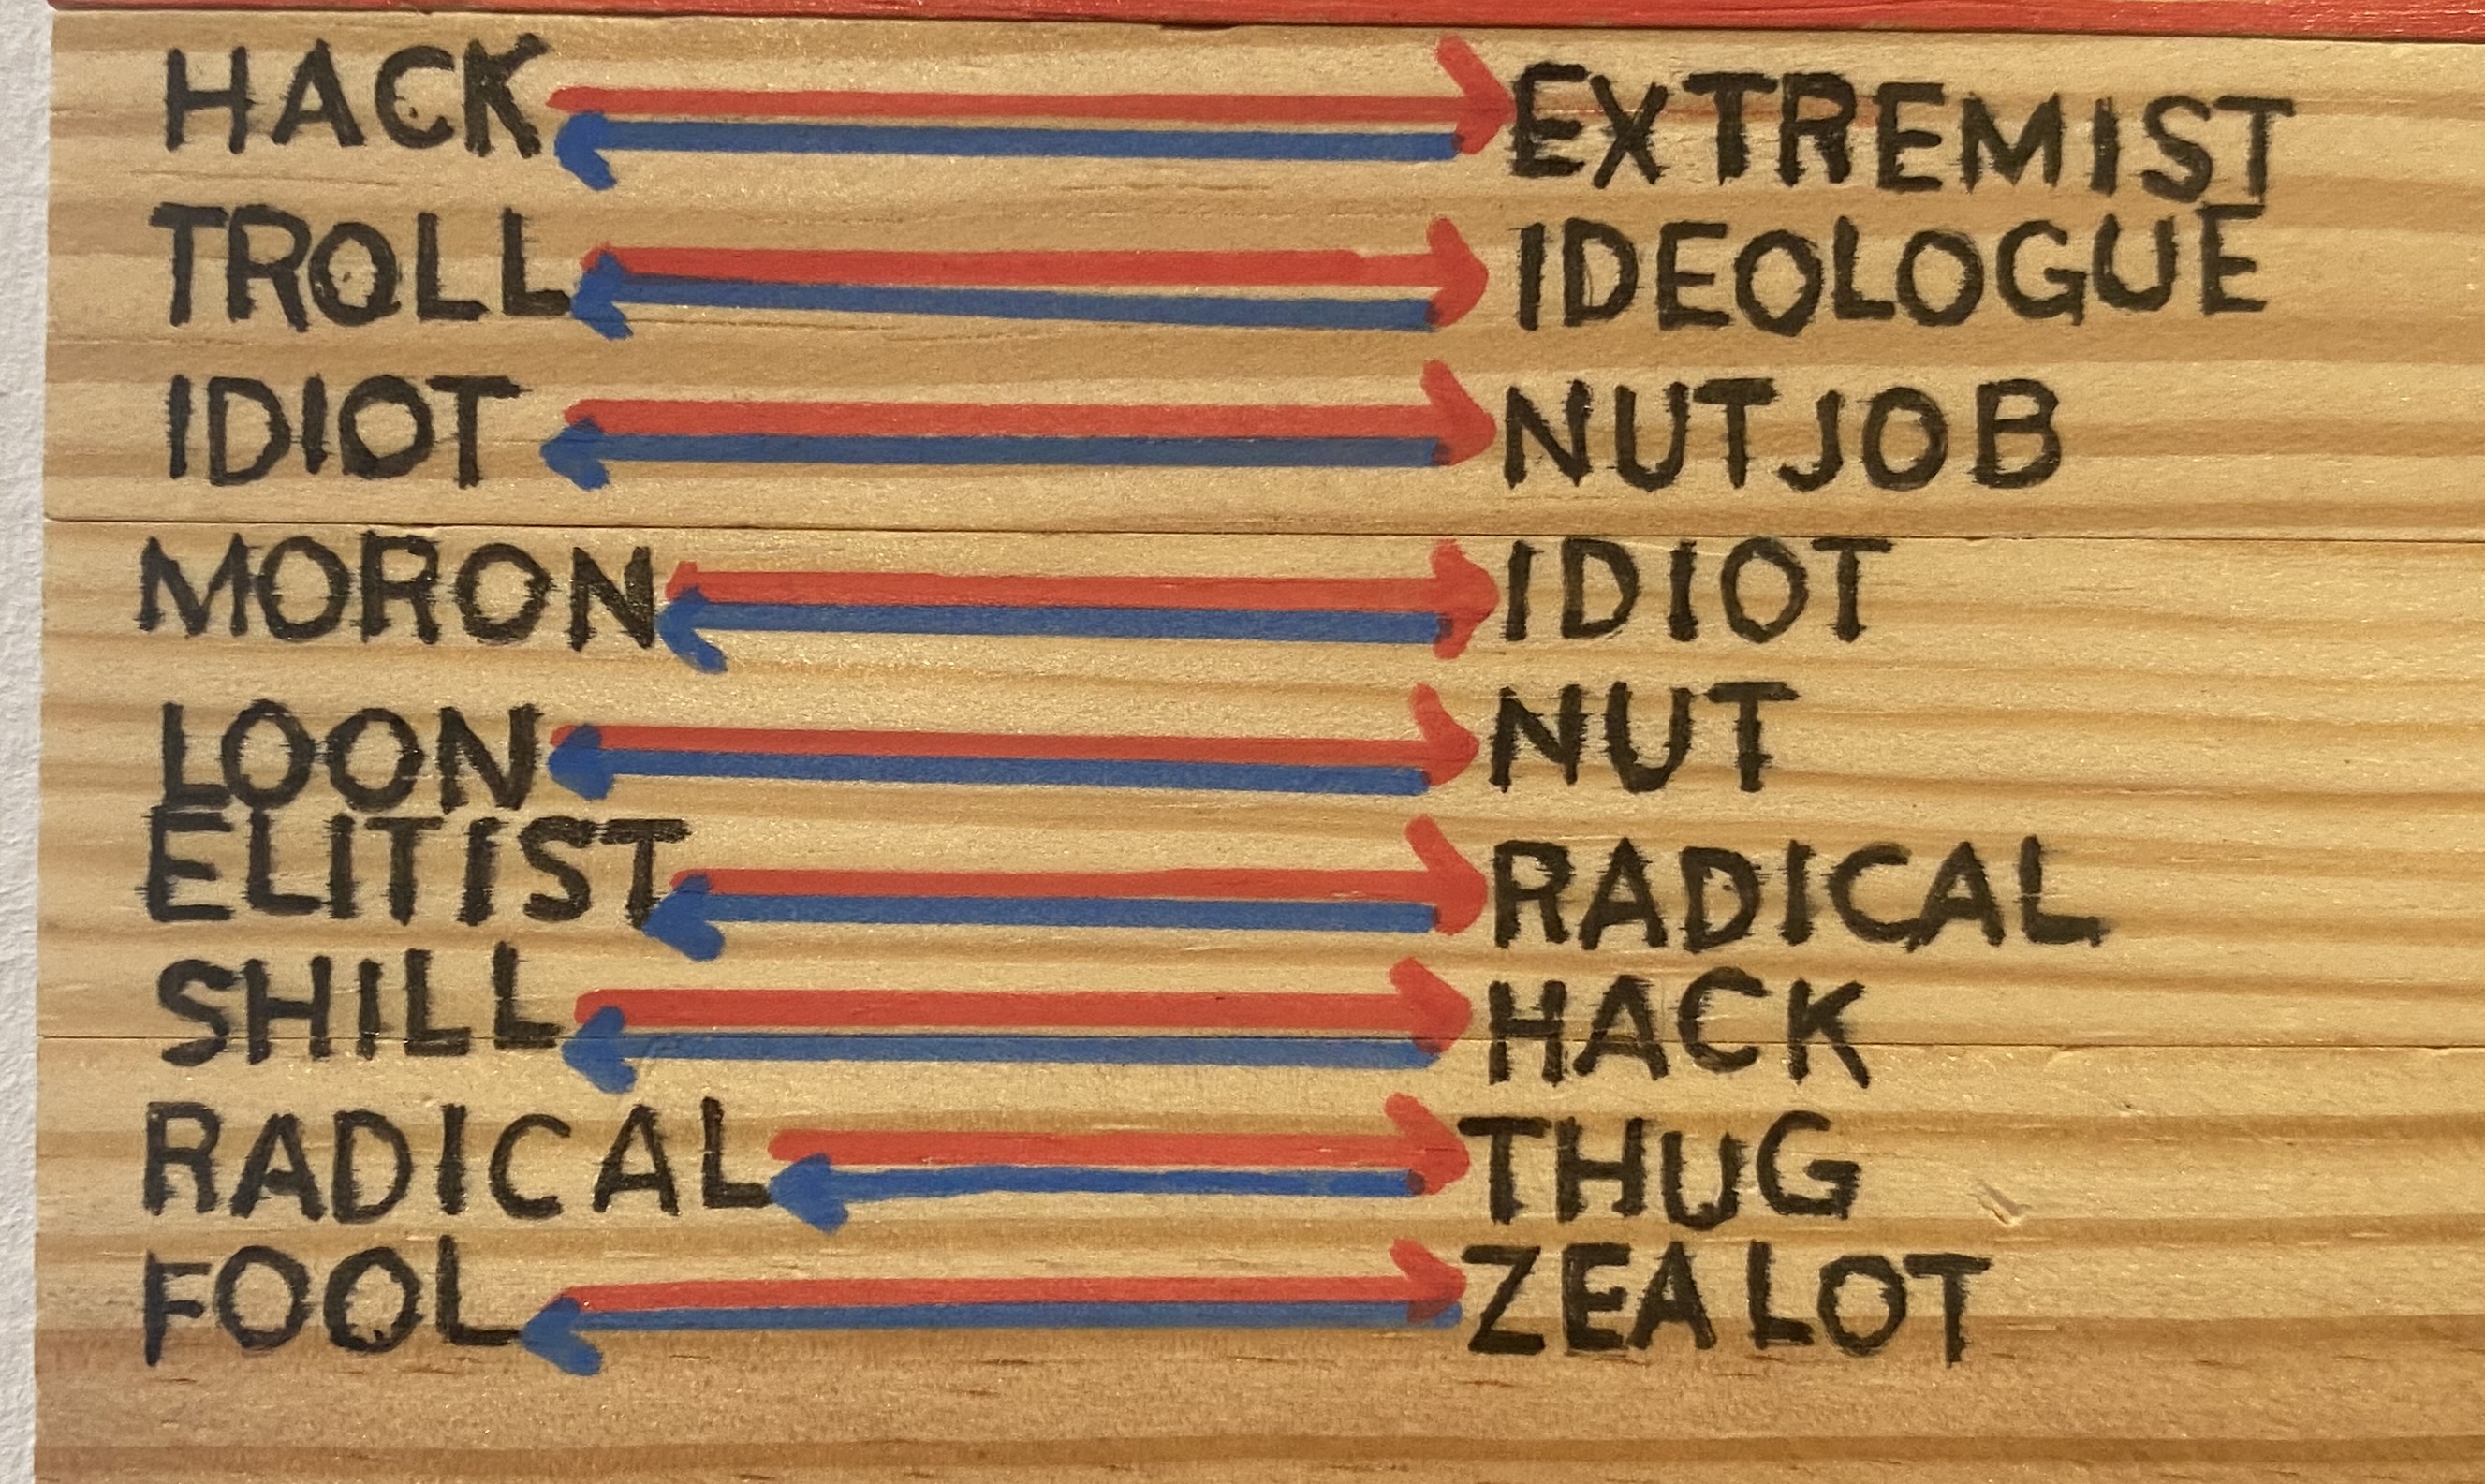 HACK EXTREMIST
TROLL IDEOLOGUE
IDIOT NUTJOB
MORON IDIOT
LOON NUT
ELITIST RADICAL
SHILL HACK
RADICAL THUG
FOOL ZEALOT